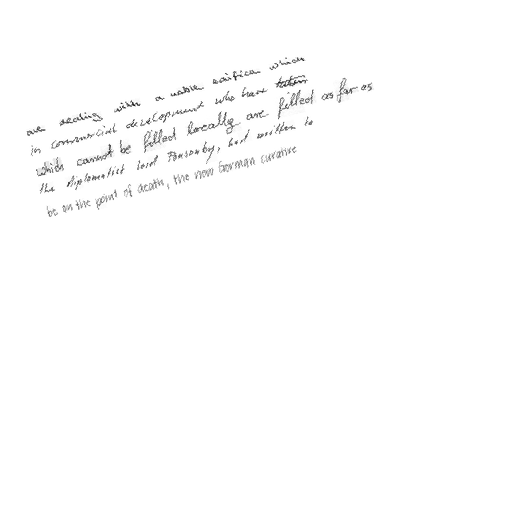 are dealing with a noble edifice which
in commercial development who have taken
which cannot be filled locally are filled as far as
the diplomatist Lord Ponsonby, had written to
be on the point of death, the new German curative